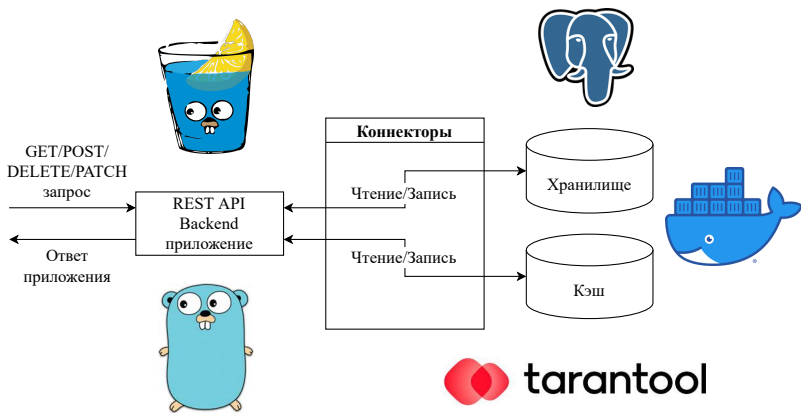 GET/POST/
DELETE/PATCH
запрос
Ответ
приложения
REST API
Backend
приложение
Коннекторы
Чтение/Запись
Чтение/Запись
Хранилище
Кэш
tarantool
®